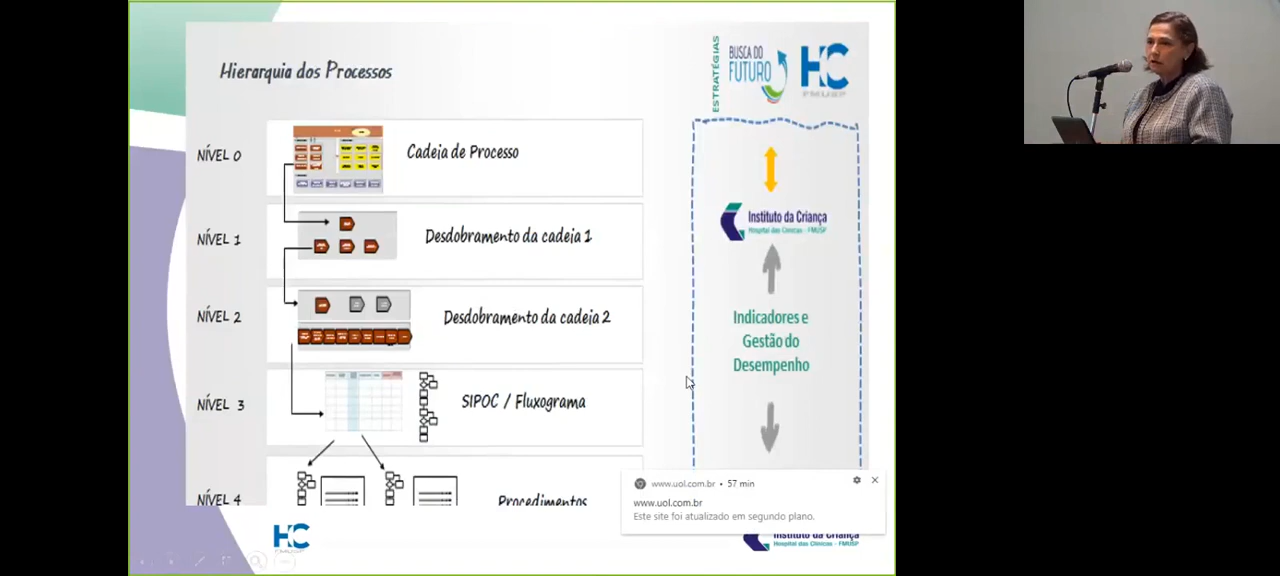 Hierarquia dos Processos
ESTRATÉGIAS
BUSCA DO
FUTURO
HC
FMUSP
NÍVEL 0
Cadeia de Processo
NÍVEL 1
Desdobramento da cadeia 1
Instituto da Criança
Hospital das Clínicas - FMUSP
NÍVEL 2
Desdobramento da cadeia 2
Indicadores e
Gestão do
Desempenho
NÍVEL 3
SIPOC / Fluxograma
NÍVEL 4
Procedimentos
www.uol.com.br • 57 min
www.uol.com.br
Este site foi atualizado em segundo plano.
HC
FMUSP
Instituto da Criança
Hospital das Clínicas - FMUSP